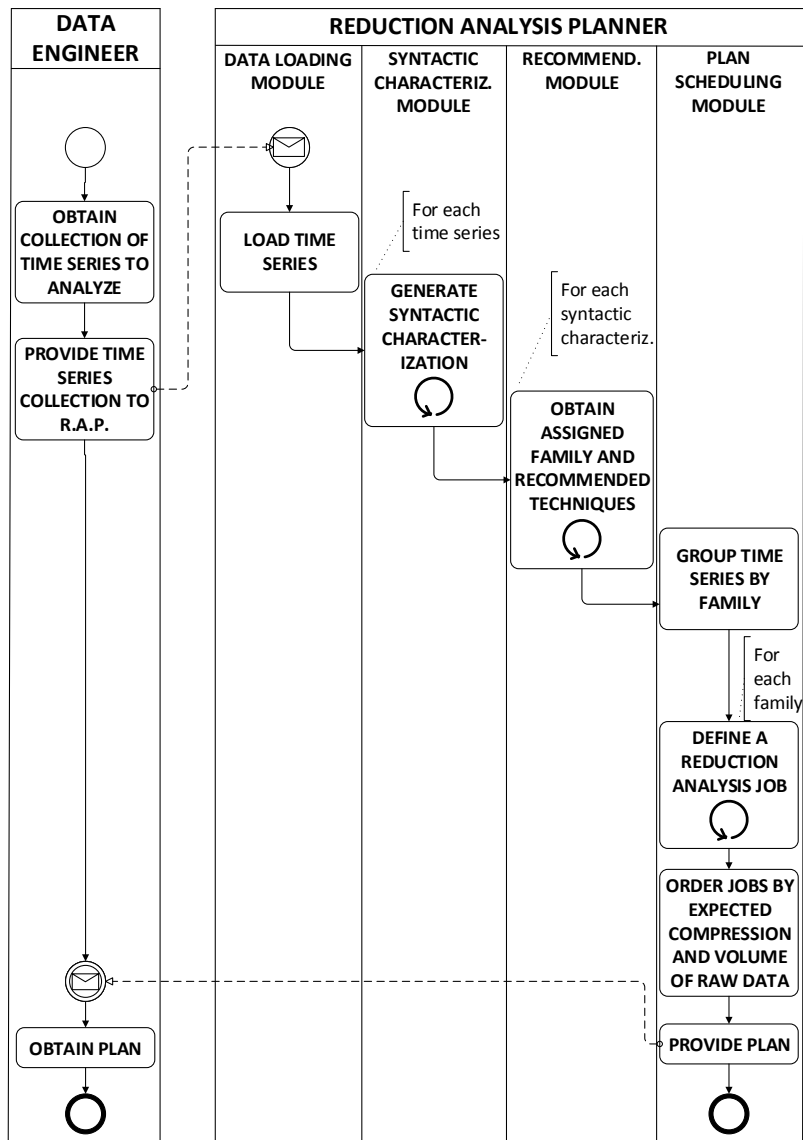 DATA
ENGINEER
REDUCTION ANALYSIS PLANNER
DATA LOADING
MODULE
SYNTACTIC
CHARACTERIZ.
MODULE
RECOMMEND.
MODULE
PLAN
SCHEDULING
MODULE
OBTAIN
COLLECTION OF
TIME SERIES TO
ANALYZE
PROVIDE TIME
SERIES
COLLECTION TO
R.A.P.
LOAD TIME
SERIES
For each
time series
GENERATE
SYNTACTIC
CHARACTER-
IZATION
For each
syntactic
characteriz.
OBTAIN
ASSIGNED
FAMILY AND
RECOMMENDED
TECHNIQUES
GROUP TIME
SERIES BY
FAMILY
For
each
family
DEFINE A
REDUCTION
ANALYSIS JOB
ORDER JOBS BY
EXPECTED
COMPRESSION
AND VOLUME
OF RAW DATA
PROVIDE PLAN
OBTAIN PLAN